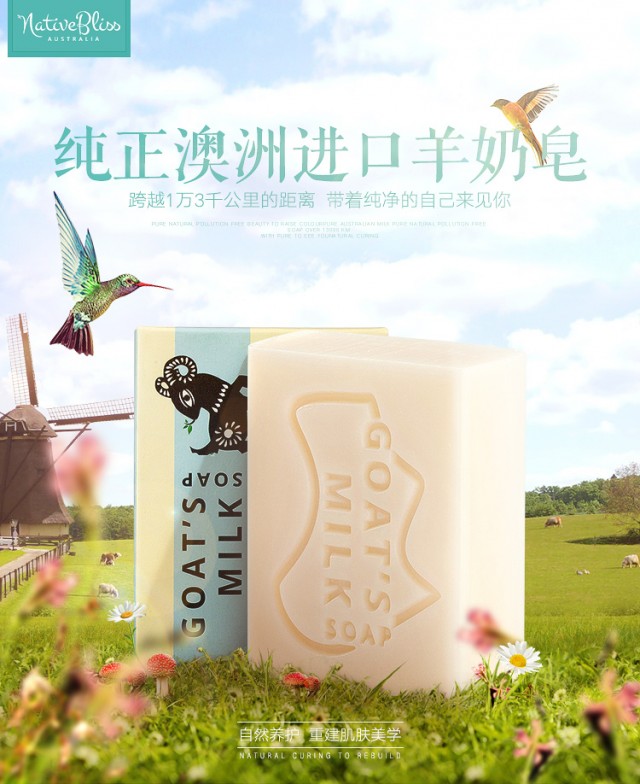 NativeBliss
AUSTRALIA
纯正澳洲进口羊奶皂
跨越1万3千公里的距离 带着纯净的自己来见你
GOAT'S
MILK
SOAP
GOAT'S
MILK
SOAP
自然养护 重建肌肤美学
NATURAL CURING TO REBUILD